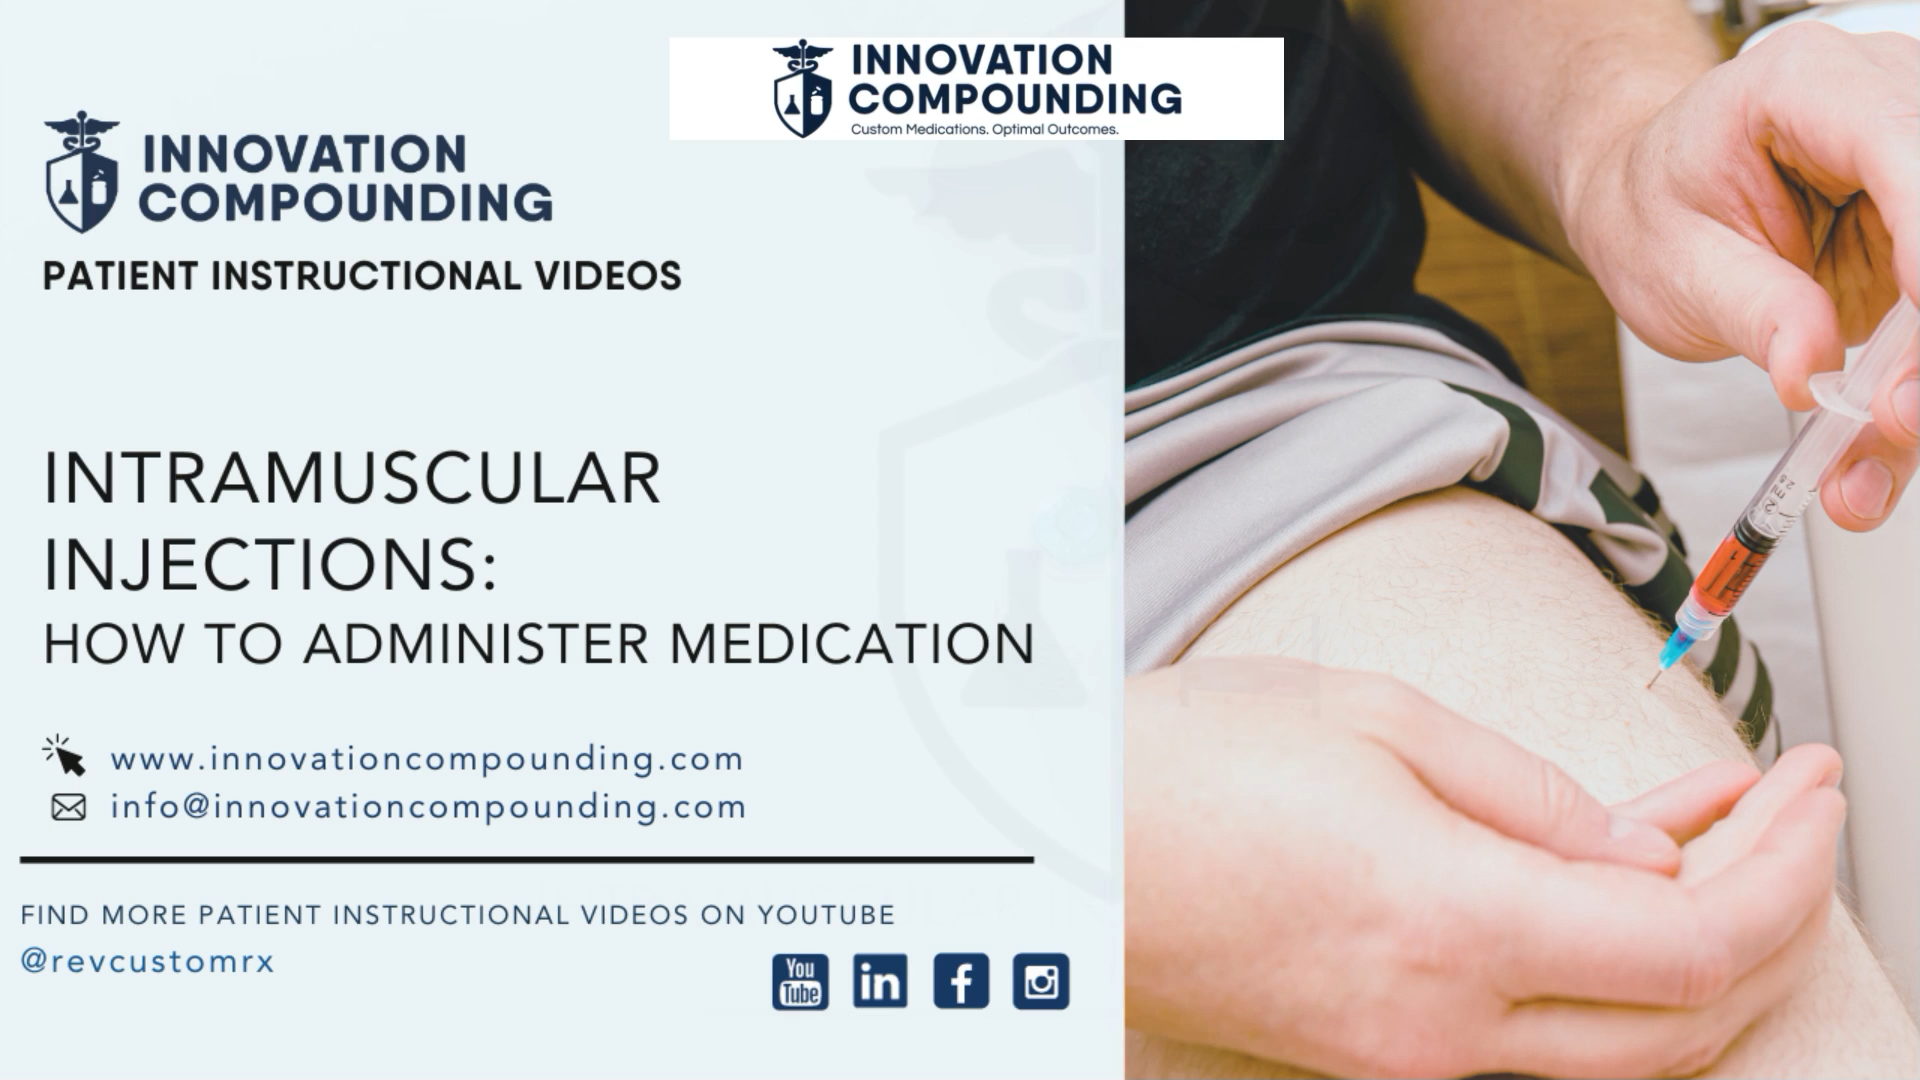 INNOVATION
COMPOUNDING
Custom Medications. Optimal Outcomes.
INNOVATION
COMPOUNDING
PATIENT INSTRUCTIONAL VIDEOS
INTRAMUSCULAR
INJECTIONS:
HOW TO ADMINISTER MEDICATION
www.innovationcompounding.com
info@innovationcompounding.com
FIND MORE PATIENT INSTRUCTIONAL VIDEOS ON YOUTUBE
@revcustomrx
You
Tube
in
f